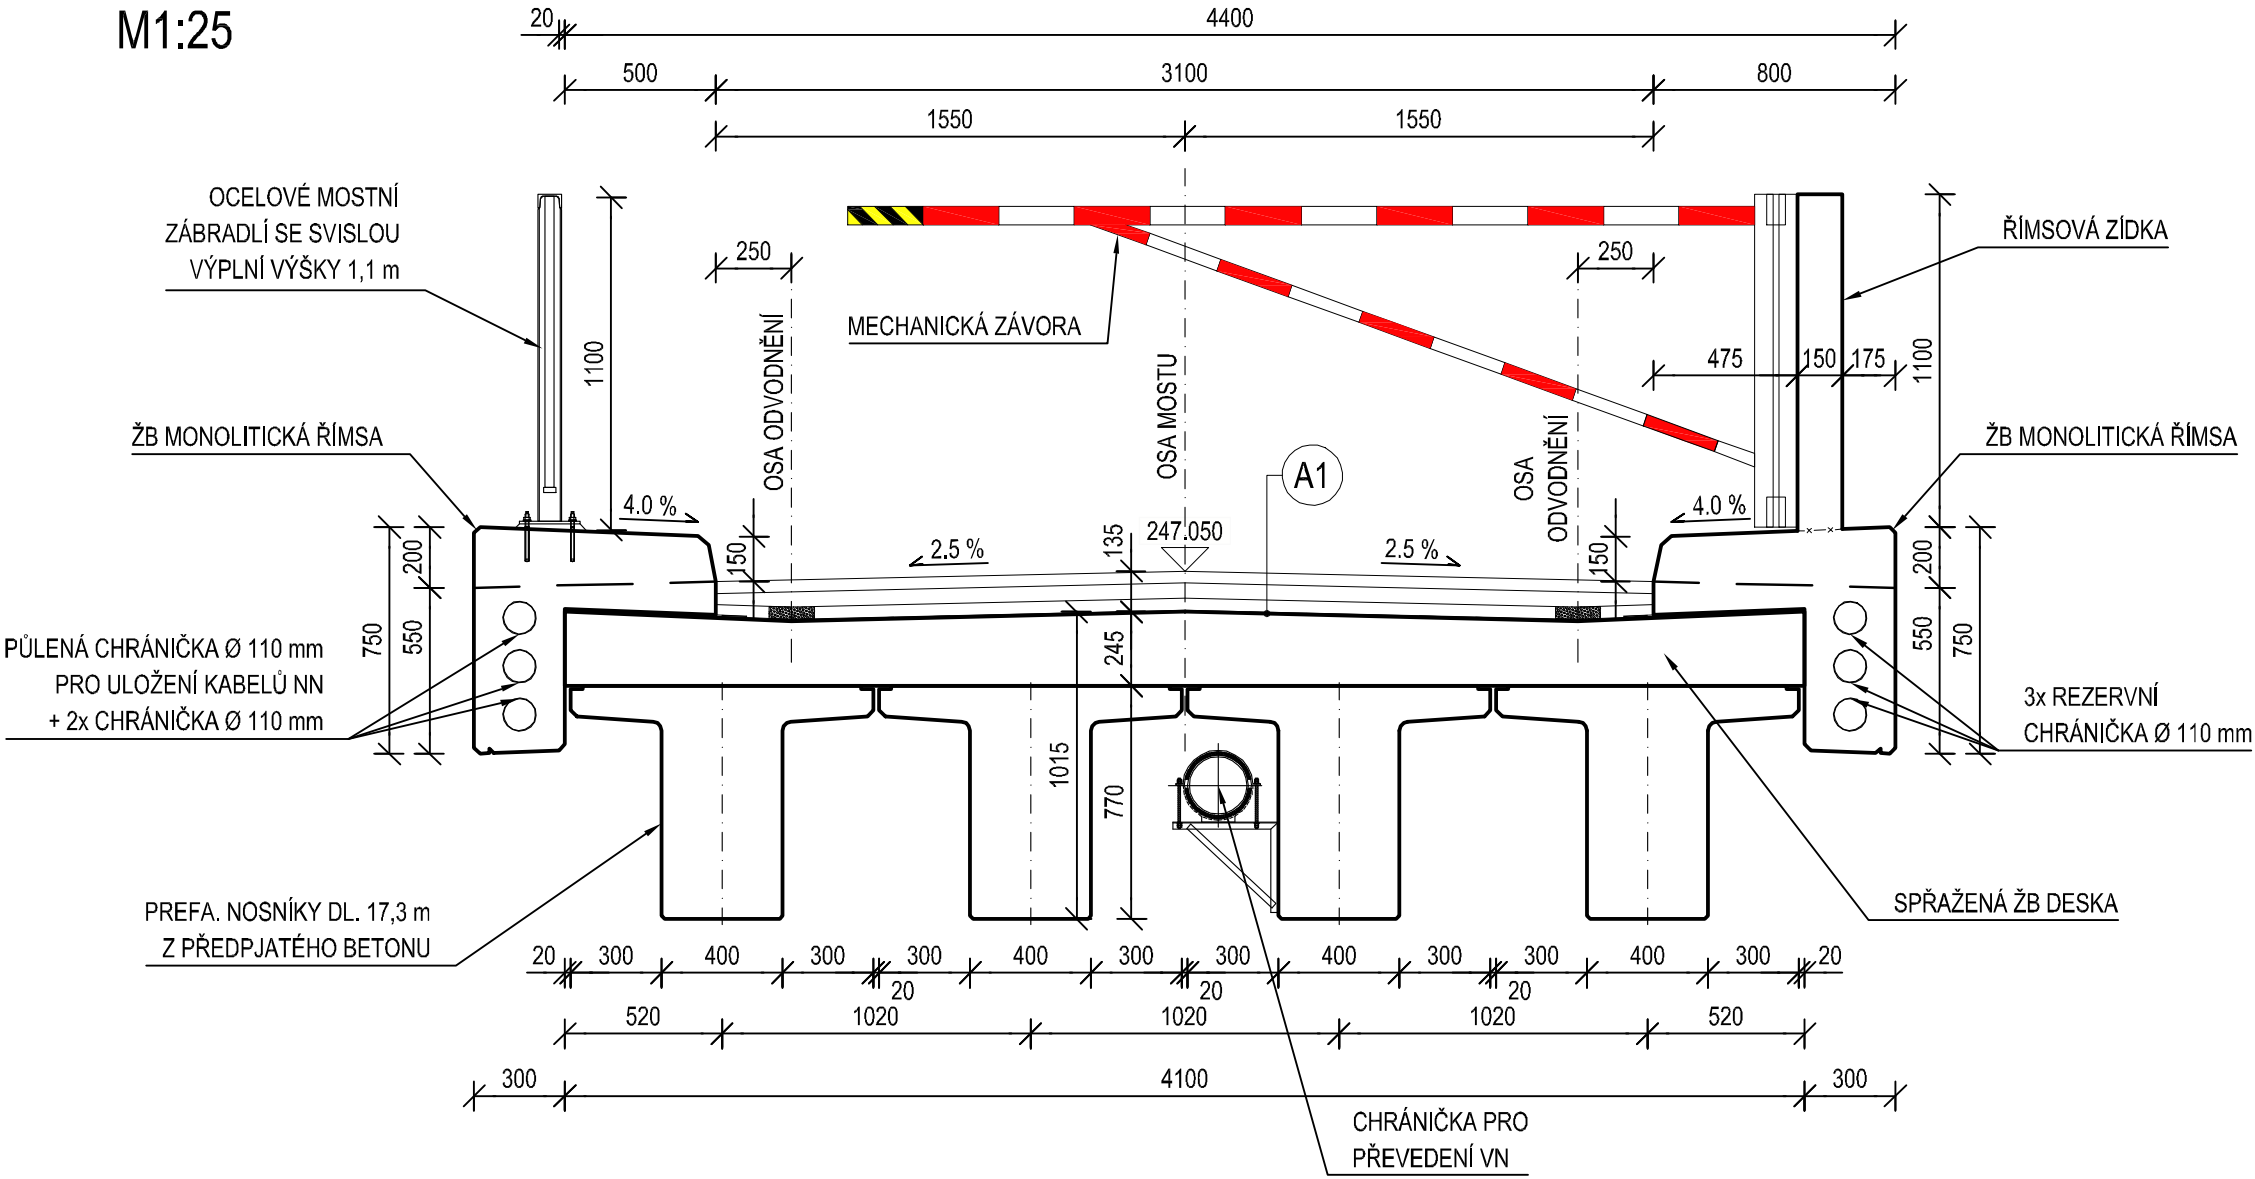 M1:25
20
4400
500
3100
800
1550
1550
OCELOVÉ MOSTNÍ
ZÁBRADLÍ SE SVISLOU
VÝPLNÍ VÝŠKY 1,1 m
ŘÍMSOVÁ ZÍDKA
250
250
MECHANICKÁ ZÁVORA
1100
OSA ODVODNĚNÍ
OSA MOSTU
OSA
ODVODNĚNÍ
475
150
175
1100
ŽB MONOLITICKÁ ŘÍMSA
ŽB MONOLITICKÁ ŘÍMSA
A1
4.0 %
4.0 %
247.050
2.5 %
2.5 %
150
135
150
200
200
750
550
245
550
750
PŮLENÁ CHRÁNIČKA Ø 110 mm
PRO ULOŽENÍ KABELŮ NN
+ 2x CHRÁNIČKA Ø 110 mm
3x REZERVNÍ
CHRÁNIČKA Ø 110 mm
1015
770
PREFA. NOSNÍKY DL. 17,3 m
Z PŘEDPJATÉHO BETONU
SPŘAŽENÁ ŽB DESKA
20
300
400
300
300
400
300
300
400
300
300
400
300
20
20
20
20
520
1020
1020
1020
520
300
4100
300
CHRÁNIČKA PRO
PŘEVEDENÍ VN